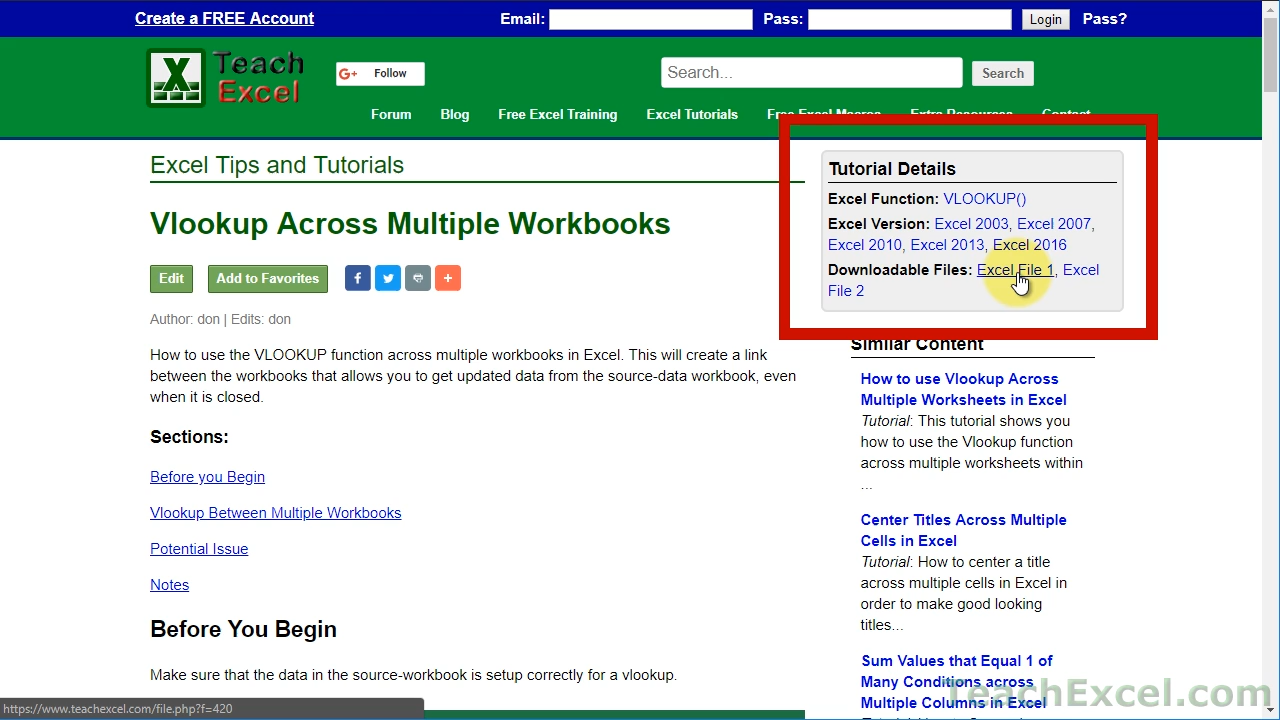 Create a FREE Account Email: Pass: Login Pass?
Teach
Excel
G+ Follow
Search... Search
Forum Blog Free Excel Training Excel Tutorials Free Excel Macros Extra Resources Contact
Excel Tips and Tutorials
Vlookup Across Multiple Workbooks
Edit Add to Favorites
Author: don | Edits: don
How to use the VLOOKUP function across multiple workbooks in Excel. This will create a link
between the workbooks that allows you to get updated data from the source-data workbook, even
when it is closed.
Sections:
Before you Begin
Vlookup Between Multiple Workbooks
Potential Issue
Notes
Before You Begin
Make sure that the data in the source-workbook is setup correctly for a vlookup.
Tutorial Details
Excel Function: VLOOKUP()
Excel Version: Excel 2003, Excel 2007,
Excel 2010, Excel 2013, Excel 2016
Downloadable Files: Excel File 1, Excel
File 2
Similar Content
How to use Vlookup Across
Multiple Worksheets in Excel
Tutorial: This tutorial shows you
how to use the Vlookup function
across multiple worksheets within
...
Center Titles Across Multiple
Cells in Excel
Tutorial: How to center a title
across multiple cells in Excel in
order to make good looking
titles...
Sum Values that Equal 1 of
Many Conditions across
Multiple Columns in Excel
TeachExcel.com
https://www.teachexcel.com/file.php?f=420